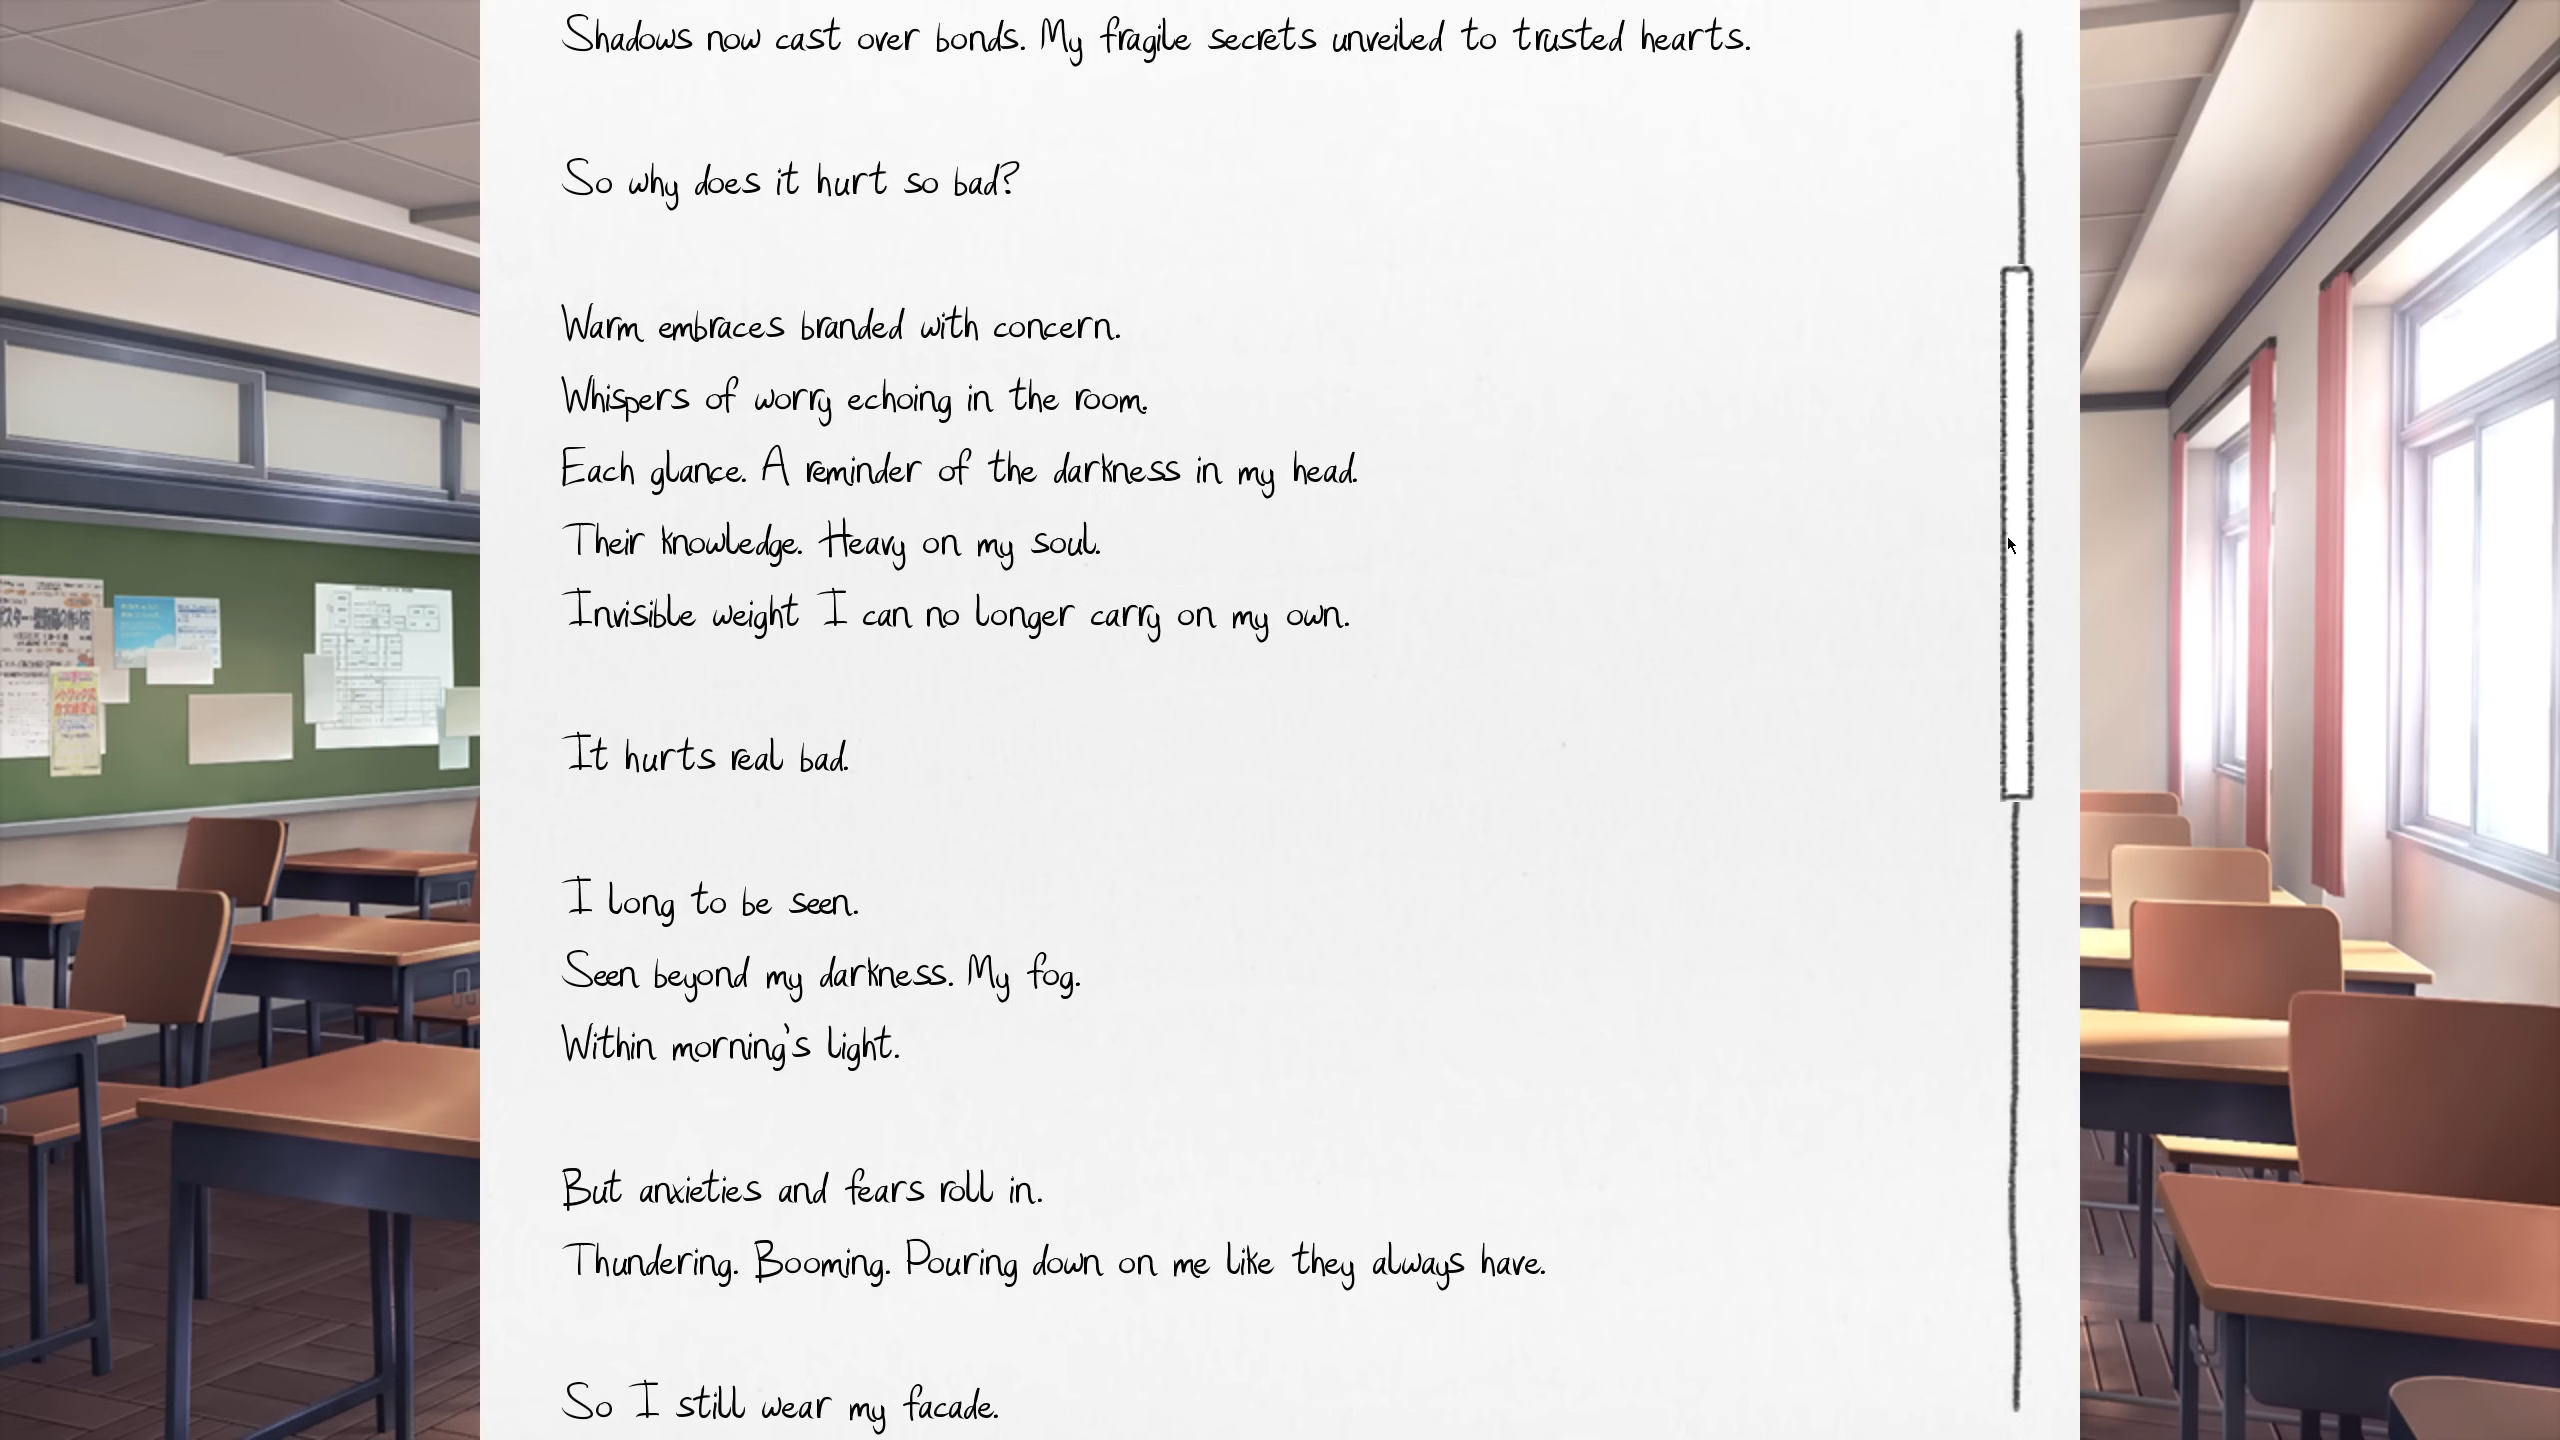 Shadows now cast over bonds. My fragile secrets unveiled to trusted hearts.
So why does it hurt so bad?
Warm embraces branded with concern.
Whispers of worry echoing in the room.
Each glance. A reminder of the darkness in my head.
Their knowledge. Heavy on my soul.
Invisible weight I can no longer carry on my own.
It hurts real bad.
I long to be seen.
Seen beyond my darkness. My fog.
Within morning's light.
But anxieties and fears roll in.
Thundering. Booming. Pouring down on me like they always have.
So I still wear my facade.